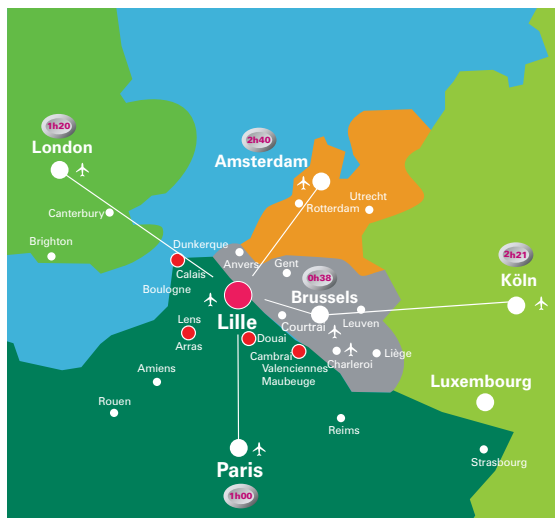 1h20
London
2h40
Amsterdam
Utrecht
Rotterdam
Canterbury
Brighton
Dunkerque
Calais
Boulogne
Anvers
Gent
0h38
Brussels
2h21
Köln
Lille
Courtrai
Leuven
Lens
Arras
Douai
Cambrai
Valenciennes
Maubeuge
Charleroi
Liège
Amiens
Luxembourg
Rouen
Reims
Strasbourg
Paris
1h00